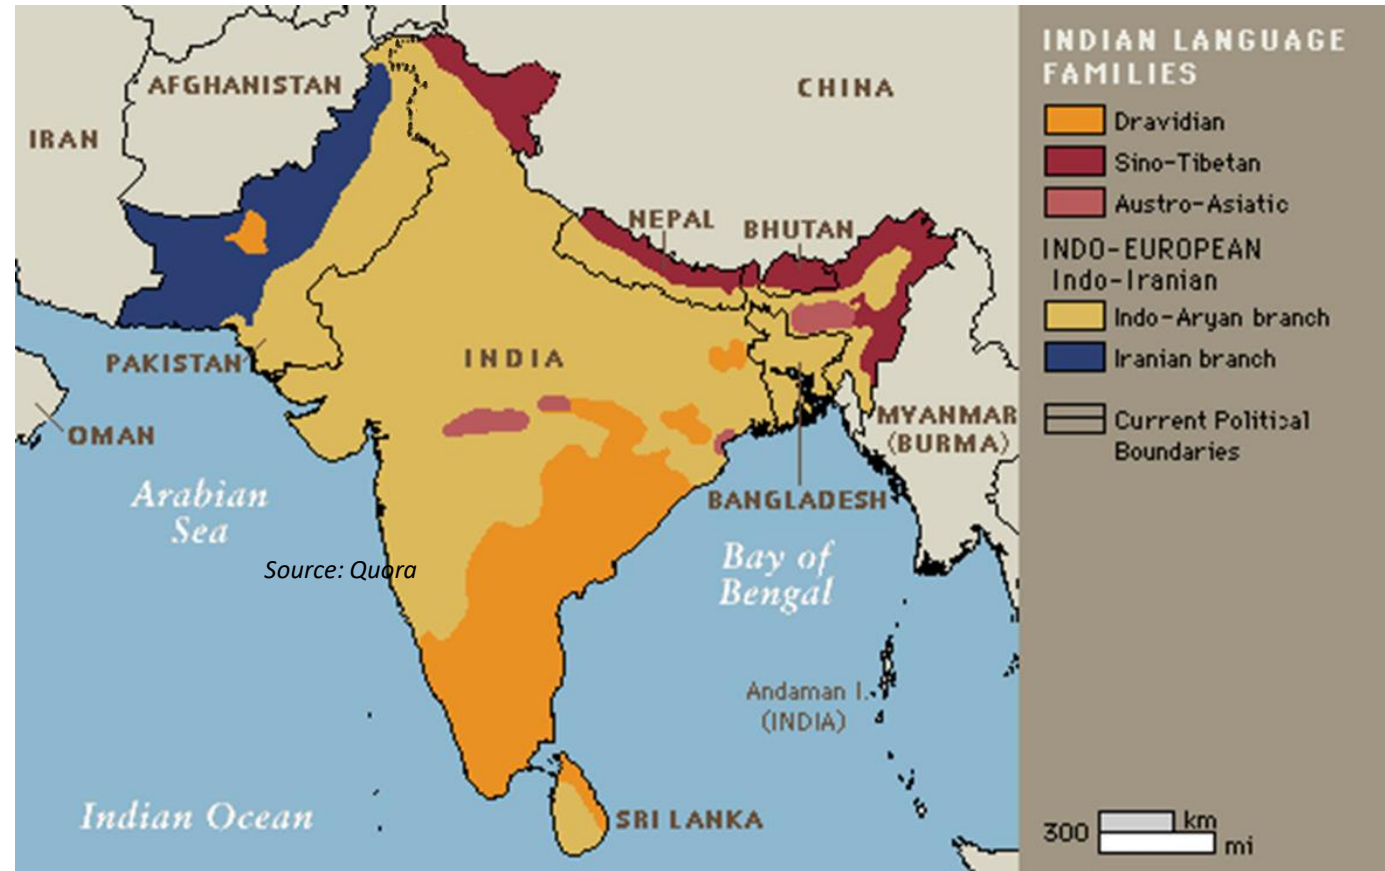 INDIAN LANGUAGE
FAMILIES
Dravidian
Sino-Tibetan
Austro-Asiatic
INDO-EUROPEAN
Indo-Iranian
Indo-Aryan branch
Iranian branch
Current Political
Boundaries
300 km
mi
AFGHANISTAN
CHINA
IRAN
NEPAL
BHUTAN
PAKISTAN
INDIA
OMAN
MYANMAR
(BURMA)
BANGLADESH
Arabian
Sea
Source: Quora
Bay of
Bengal
Andaman I.
(INDIA)
Indian Ocean
SRI LANKA